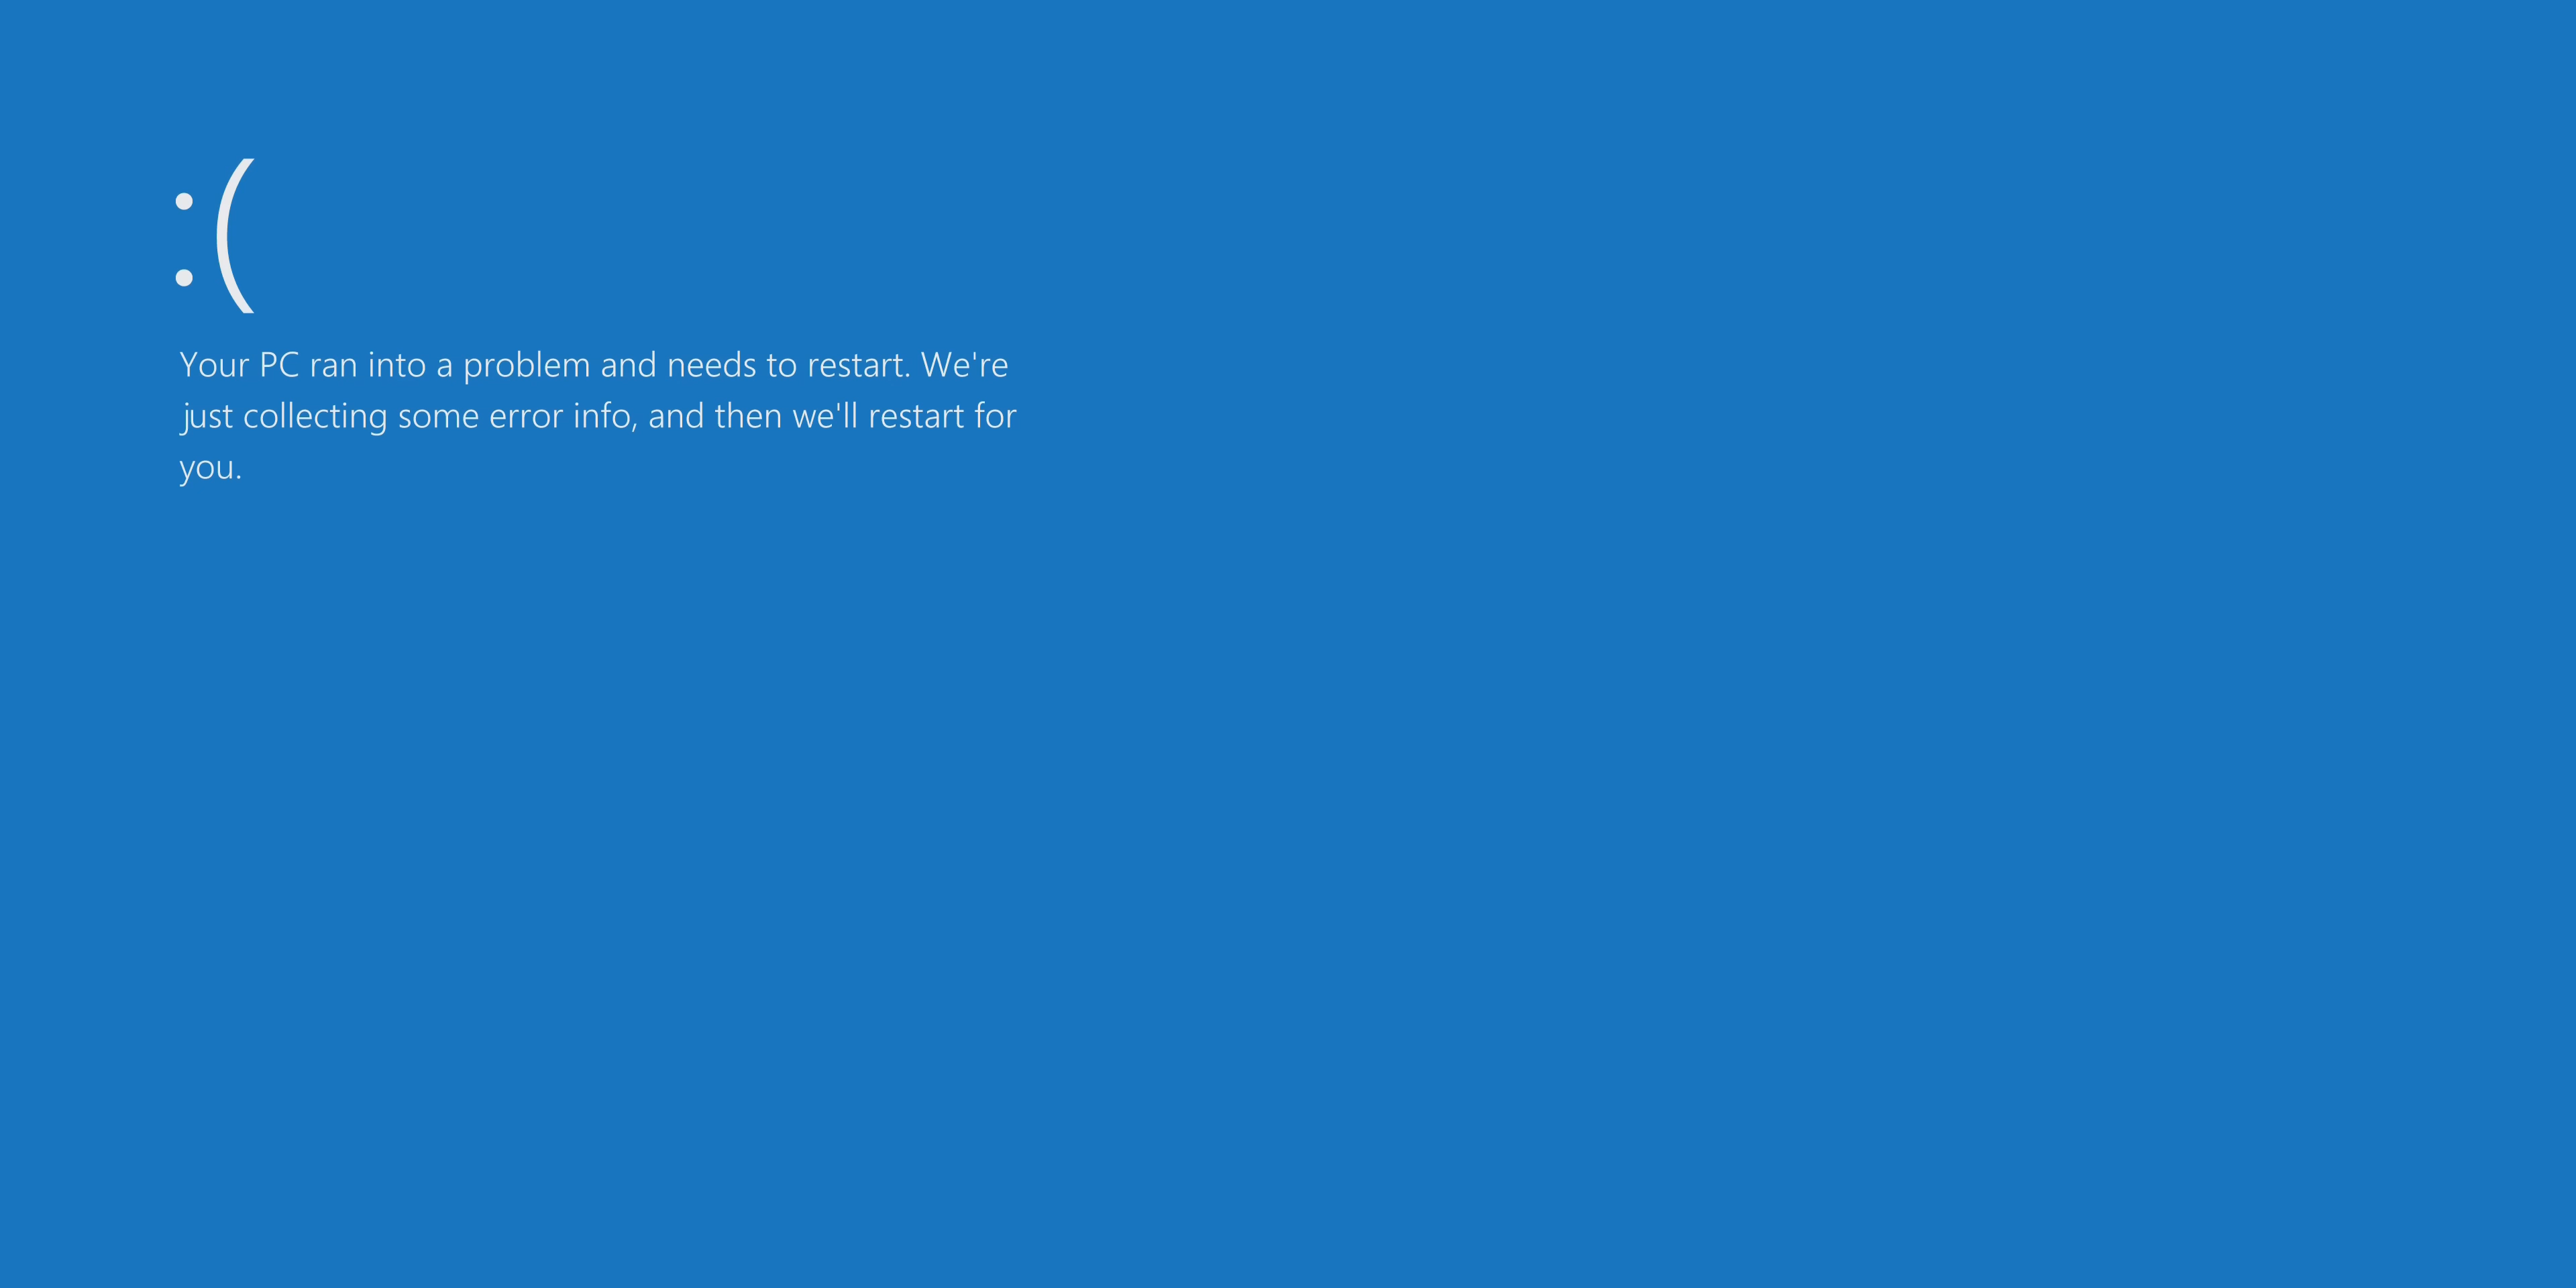 :(
Your PC ran into a problem and needs to restart. We're
just collecting some error info, and then we'll restart for
you.